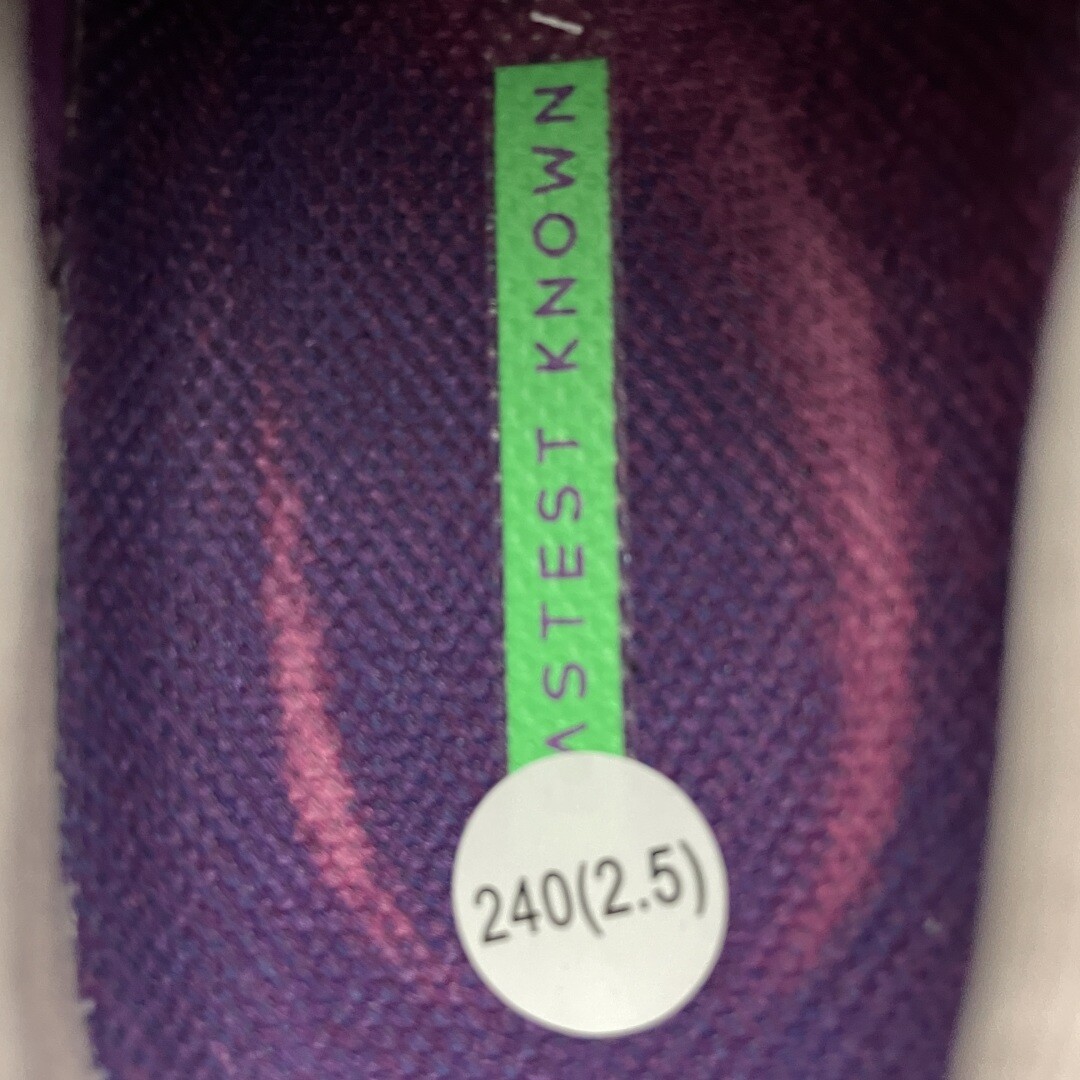 ASTEST KNOWN
240(2.5)